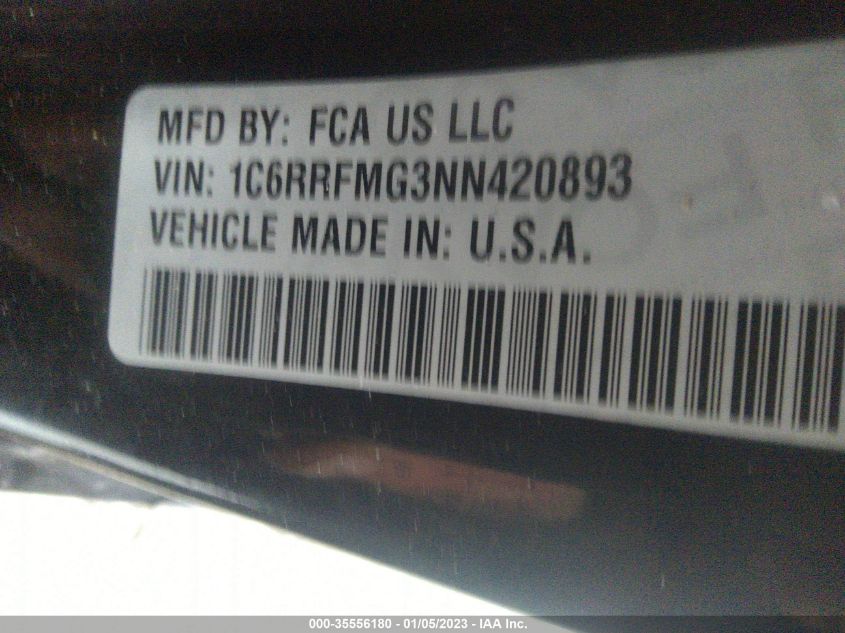 MFD BY: FCA US LLC
VIN: 1C6RRFMG3NN420893
VEHICLE MADE IN: U.S.A.
000-35556180 - 01/05/2023 - IAA Inc.